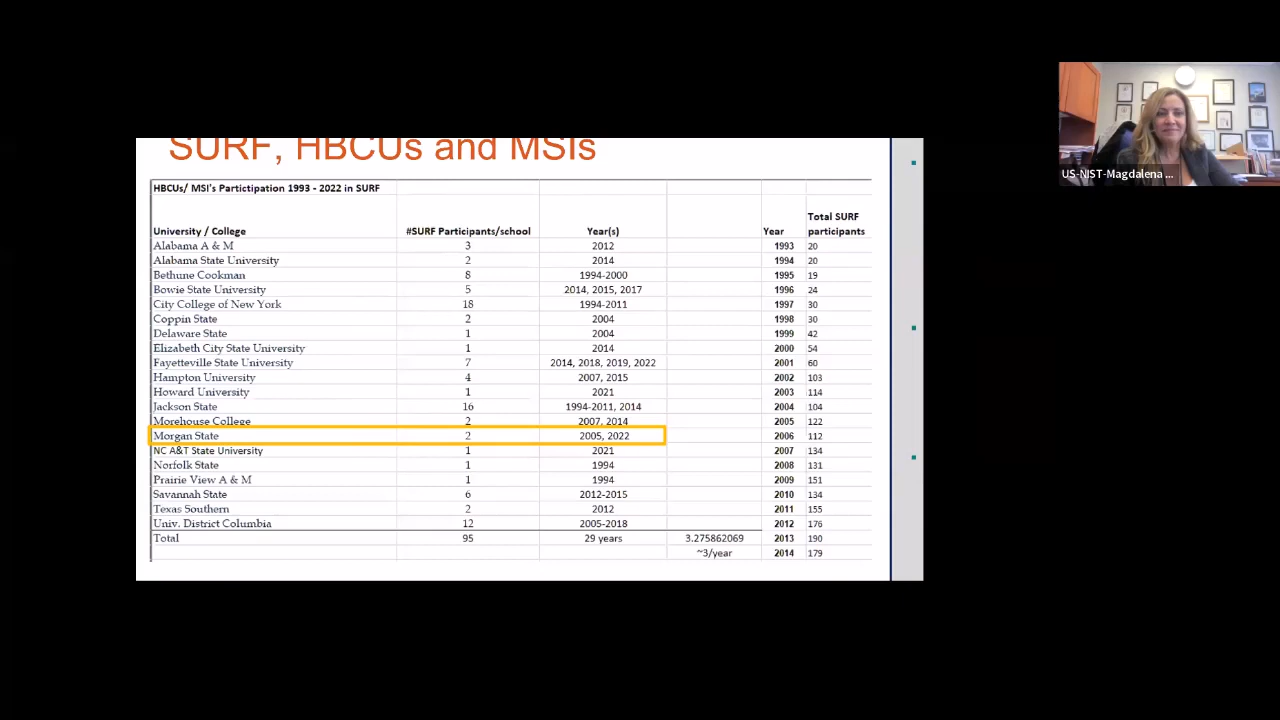 SURF, HBCUs and MSIs
HBCUs/ MSI's Partictipation 1993 - 2022 in SURF
University / College #SURF Participants/school Year(s) Year Total SURF participants
Alabama A & M 3 2012 1993 20
Alabama State University 2 2014 1994 20
Bethune Cookman 8 1994-2000 1995 19
Bowie State University 5 2014, 2015, 2017 1996 24
City College of New York 18 1994-2011 1997 30
Coppin State 2 2004 1998 30
Delaware State 1 2004 1999 42
Elizabeth City State University 1 2014 2000 54
Fayetteville State University 7 2014, 2018, 2019, 2022 2001 60
Hampton University 4 2007, 2015 2002 103
Howard University 1 2021 2003 114
Jackson State 16 1994-2011, 2014 2004 104
Morehouse College 2 2007, 2014 2005 122
Morgan State 2 2005, 2022 2006 112
NC A&T State University 1 2021 2007 134
Norfolk State 1 1994 2008 131
Prairie View A & M 1 1994 2009 151
Savannah State 6 2012-2015 2010 134
Texas Southern 2 2012 2011 155
Univ. District Columbia 12 2005-2018 2012 176
Total 95 29 years 3.275862069 2013 190
~3/year 2014 179
US-NIST-Magdalena ...